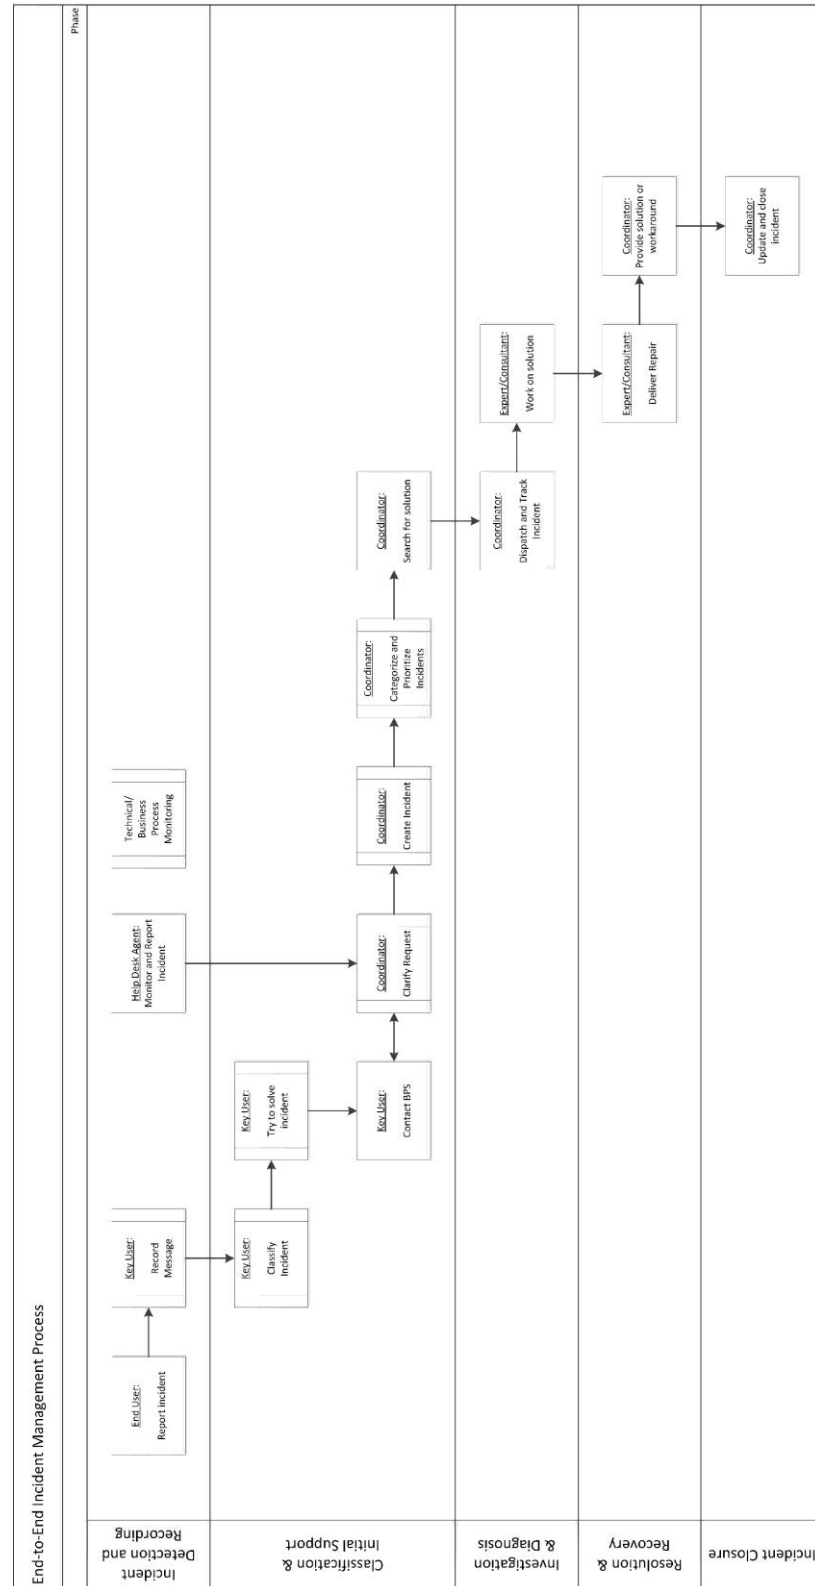 End-to-End Incident Management Process
Phase
Incident
Detection and
Recording
End User:
Report incident
Key User:
Record
Message
Help Desk Agent:
Monitor and Report
Incident
Technical/
Business
Process
Monitoring
Classification &
Initial Support
Key User:
Classify
Incident
Key User:
Try to solve
incident
Key User:
Contact BPS
Coordinator:
Clarify Request
Coordinator:
Create Incident
Coordinator:
Categorize and
Prioritize
Incidents
Coordinator:
Search for solution
Investigation
& Diagnosis
Coordinator:
Dispatch and Track
Incident
Expert/Consultant:
Work on solution
Resolution &
Recovery
Expert/Consultant:
Deliver Repair
Coordinator:
Provide solution or
workaround
Incident Closure
Coordinator:
Update and close
incident